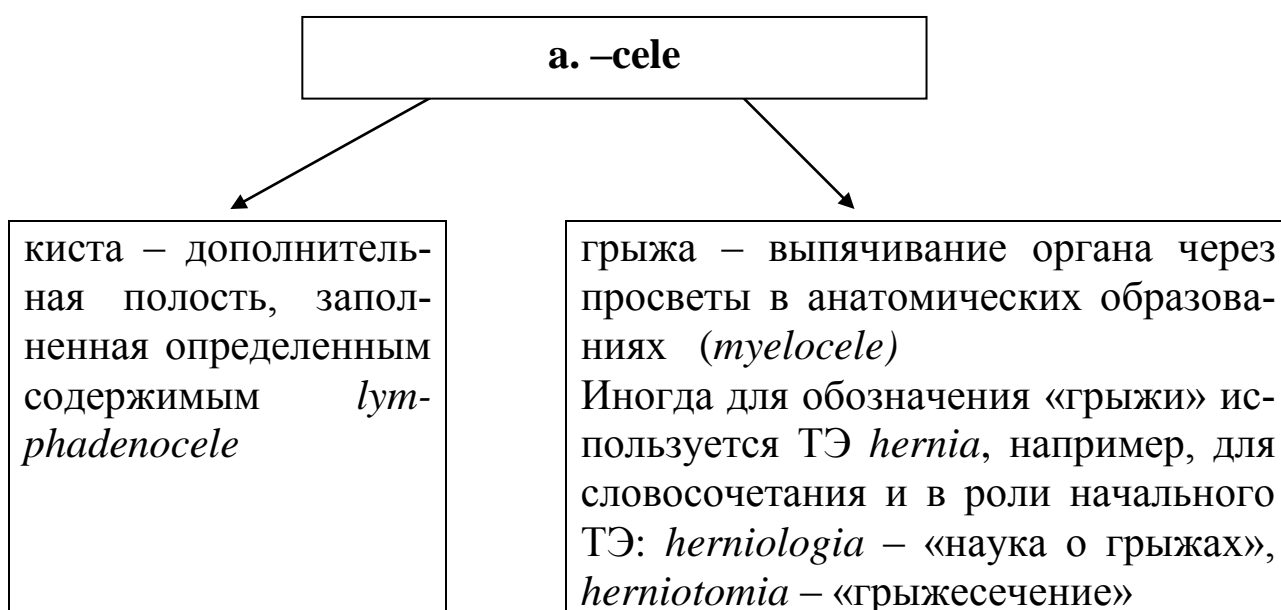 a. –cele
киста – дополнитель-
ная полость, запол-
ненная определенным
содержимым lym-
phadenocele
грыжа – выпячивание органа через
просветы в анатомических образова-
ниях (myelocele)
Иногда для обозначения «грыжи» ис-
пользуется ТЭ hernia, например, для
словосочетания и в роли начального
ТЭ: herniologia – «наука о грыжах»,
herniotomia – «грыжесечение»